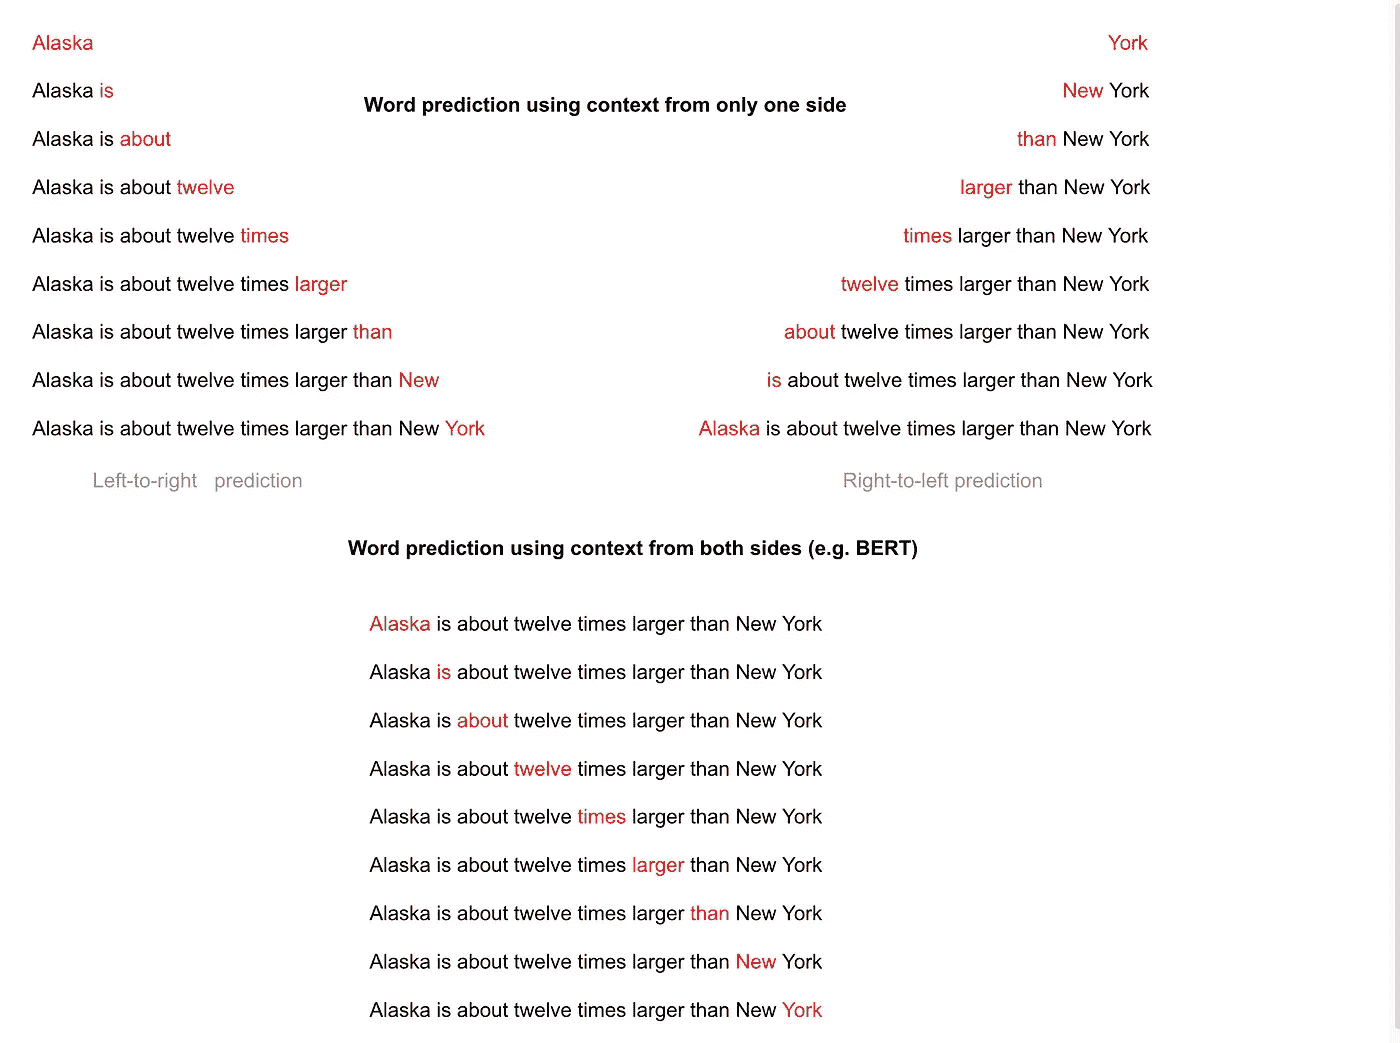 Alaska
Alaska is
Alaska is about
Alaska is about twelve
Alaska is about twelve times
Alaska is about twelve times larger
Alaska is about twelve times larger than
Alaska is about twelve times larger than New
Alaska is about twelve times larger than New York
Left-to-right prediction
Word prediction using context from only one side
York
New York
than New York
larger than New York
times larger than New York
twelve times larger than New York
about twelve times larger than New York
is about twelve times larger than New York
Alaska is about twelve times larger than New York
Right-to-left prediction
Word prediction using context from both sides (e.g. BERT)
Alaska is about twelve times larger than New York
Alaska is about twelve times larger than New York
Alaska is about twelve times larger than New York
Alaska is about twelve times larger than New York
Alaska is about twelve times larger than New York
Alaska is about twelve times larger than New York
Alaska is about twelve times larger than New York
Alaska is about twelve times larger than New York
Alaska is about twelve times larger than New York